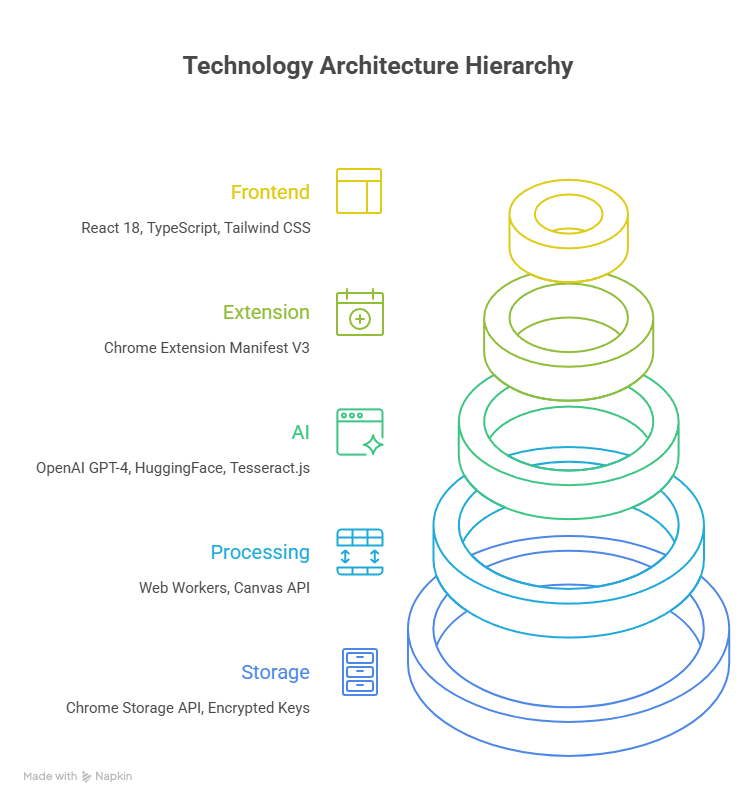 Technology Architecture Hierarchy
Frontend
React 18, TypeScript, Tailwind CSS
Extension
Chrome Extension Manifest V3
AI
OpenAI GPT-4, HuggingFace, Tesseract.js
Processing
Web Workers, Canvas API
Storage
Chrome Storage API, Encrypted Keys
Made with Napkin